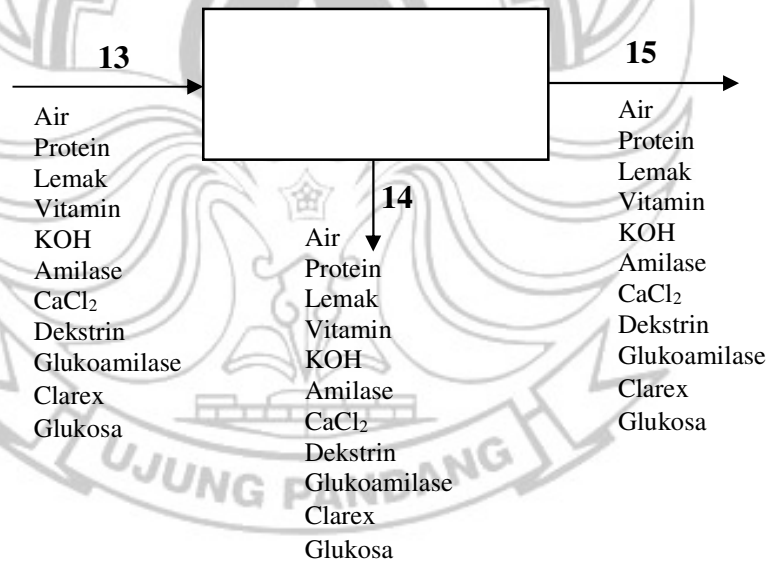 13
Air
Protein
Lemak
Vitamin
KOH
Amilase
CaCl₂
Dekstrin
Glukoamilase
Clarex
Glukosa
14
Air
Protein
Lemak
Vitamin
KOH
Amilase
CaCl₂
Dekstrin
Glukoamilase
Clarex
Glukosa
15
Air
Protein
Lemak
Vitamin
KOH
Amilase
CaCl₂
Dekstrin
Glukoamilase
Clarex
Glukosa
UJUNG PANDANG